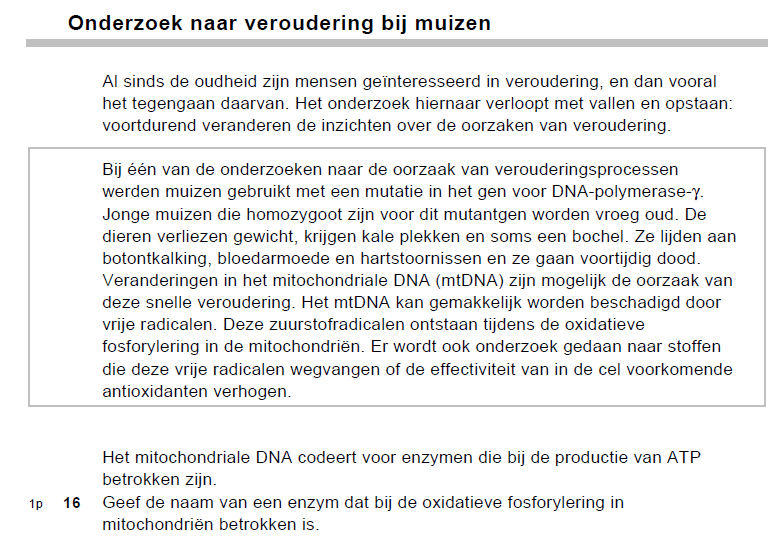 Onderzoek naar veroudering bij muizen
Al sinds de oudheid zijn mensen geïnteresseerd in veroudering, en dan vooral
het tegengaan daarvan. Het onderzoek hiernaar verloopt met vallen en opstaan:
voortdurend veranderen de inzichten over de oorzaken van veroudering.
Bij één van de onderzoeken naar de oorzaak van verouderingsprocessen
werden muizen gebruikt met een mutatie in het gen voor DNA-polymerase-γ.
Jonge muizen die homozygoot zijn voor dit mutantgen worden vroeg oud. De
dieren verliezen gewicht, krijgen kale plekken en soms een bochel. Ze lijden aan
botontkalking, bloedarmoede en hartstoornissen en ze gaan voortijdig dood.
Veranderingen in het mitochondriale DNA (mtDNA) zijn mogelijk de oorzaak van
deze snelle veroudering. Het mtDNA kan gemakkelijk worden beschadigd door
vrije radicalen. Deze zuurstofradicalen ontstaan tijdens de oxidatieve
fosforylering in de mitochondriën. Er wordt ook onderzoek gedaan naar stoffen
die deze vrije radicalen wegvangen of de effectiviteit van in de cel voorkomende
antioxidanten verhogen.
Het mitochondriale DNA codeert voor enzymen die bij de productie van ATP
betrokken zijn.
1p 16 Geef de naam van een enzym dat bij de oxidatieve fosforylering in
mitochondriën betrokken is.